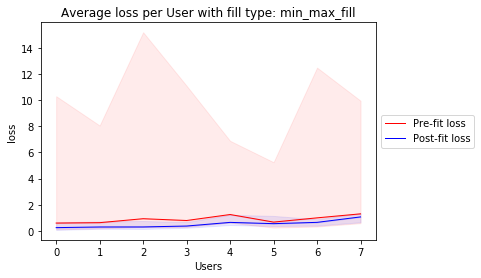 Average loss per User with fill type: min_max_fill
14
12
10
8
6
4
2
0
loss
0 1 2 3 4 5 6 7
Users
Pre-fit loss
Post-fit loss